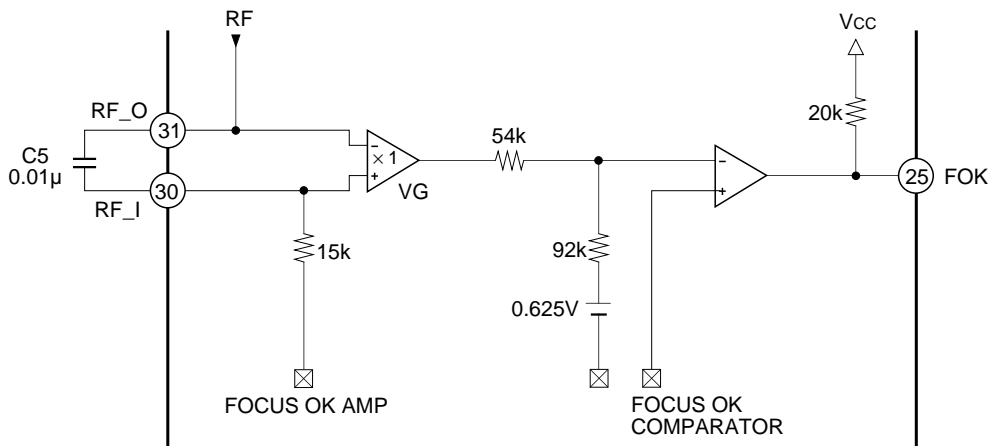 RF
VCC
RF_O
31
20k
C5
0.01µ
54k
−
× 1
+
VG
−
+
25
FOK
30
RF_I
15k
92k
0.625V
FOCUS OK AMP
FOCUS OK
COMPARATOR